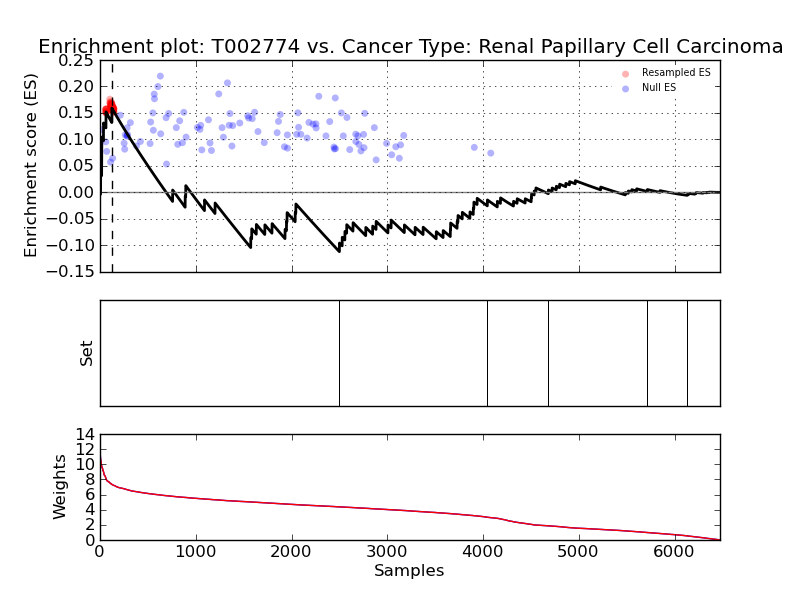 Enrichment plot: T002774 vs. Cancer Type: Renal Papillary Cell Carcinoma
Enrichment score (ES)
0.25
0.20
0.15
0.10
0.05
0.00
−0.05
−0.10
−0.15
Resampled ES
Null ES
Set
Weights
14
12
10
8
6
4
2
0
0 1000 2000 3000 4000 5000 6000
Samples